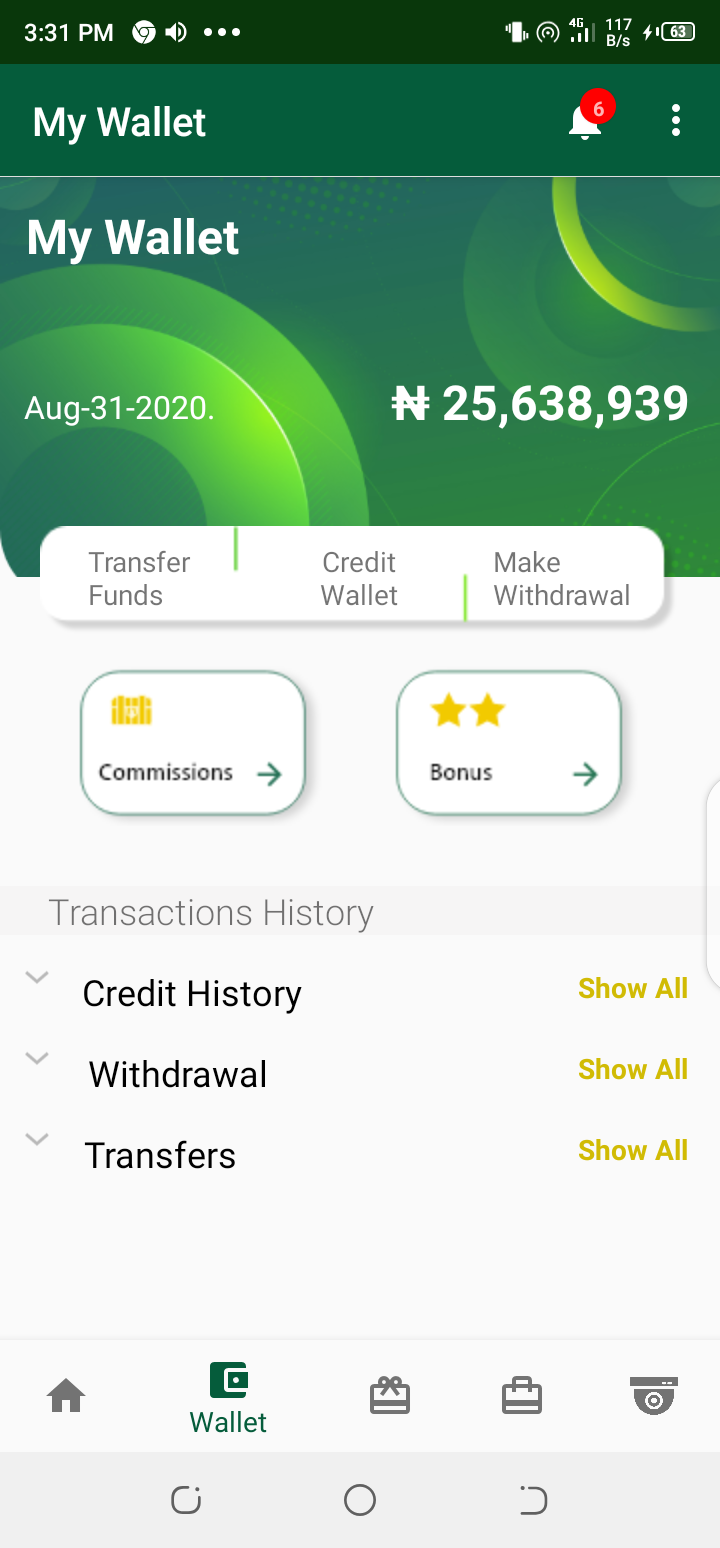 3:31 PM
4G 117 B/s 63
My Wallet
6
My Wallet
Aug-31-2020.
₦ 25,638,939
Transfer Funds
Credit Wallet
Make Withdrawal
Commissions
Bonus
Transactions History
Credit History Show All
Withdrawal Show All
Transfers Show All
Wallet